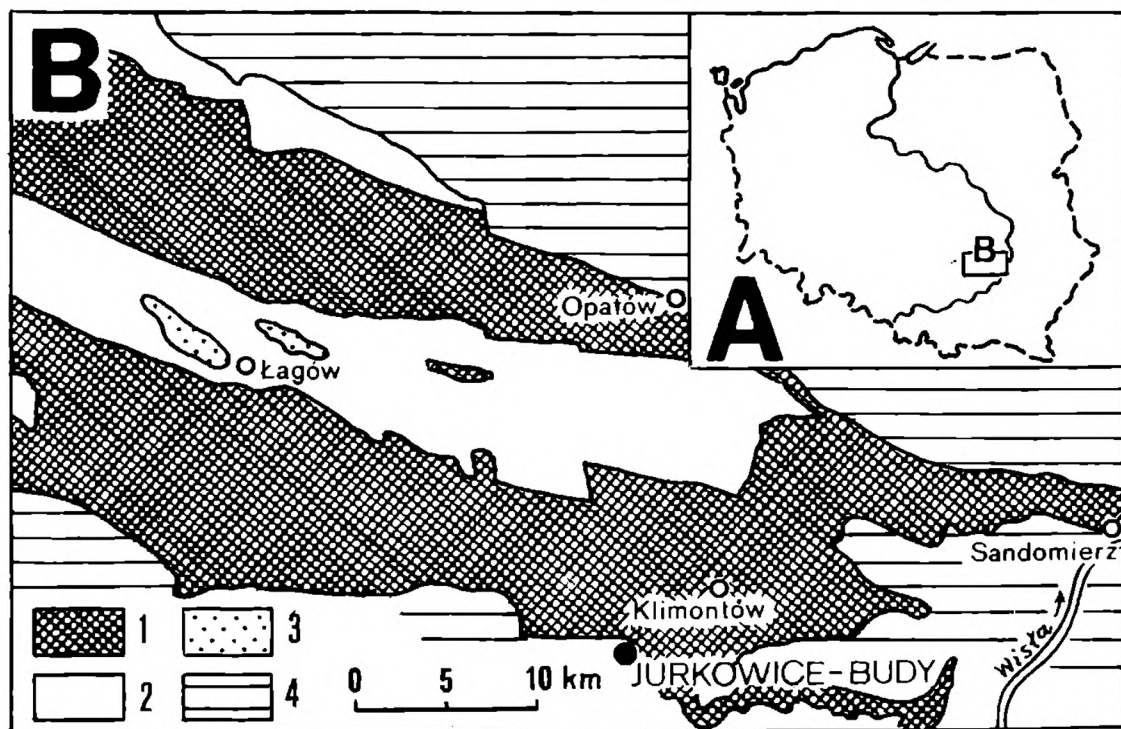 B
A
B
Opatów
Łagów
Sandomierz
Klimontów
JURKOWICE-BUDY
Wisła
1
3
2
4
0 5 10 km